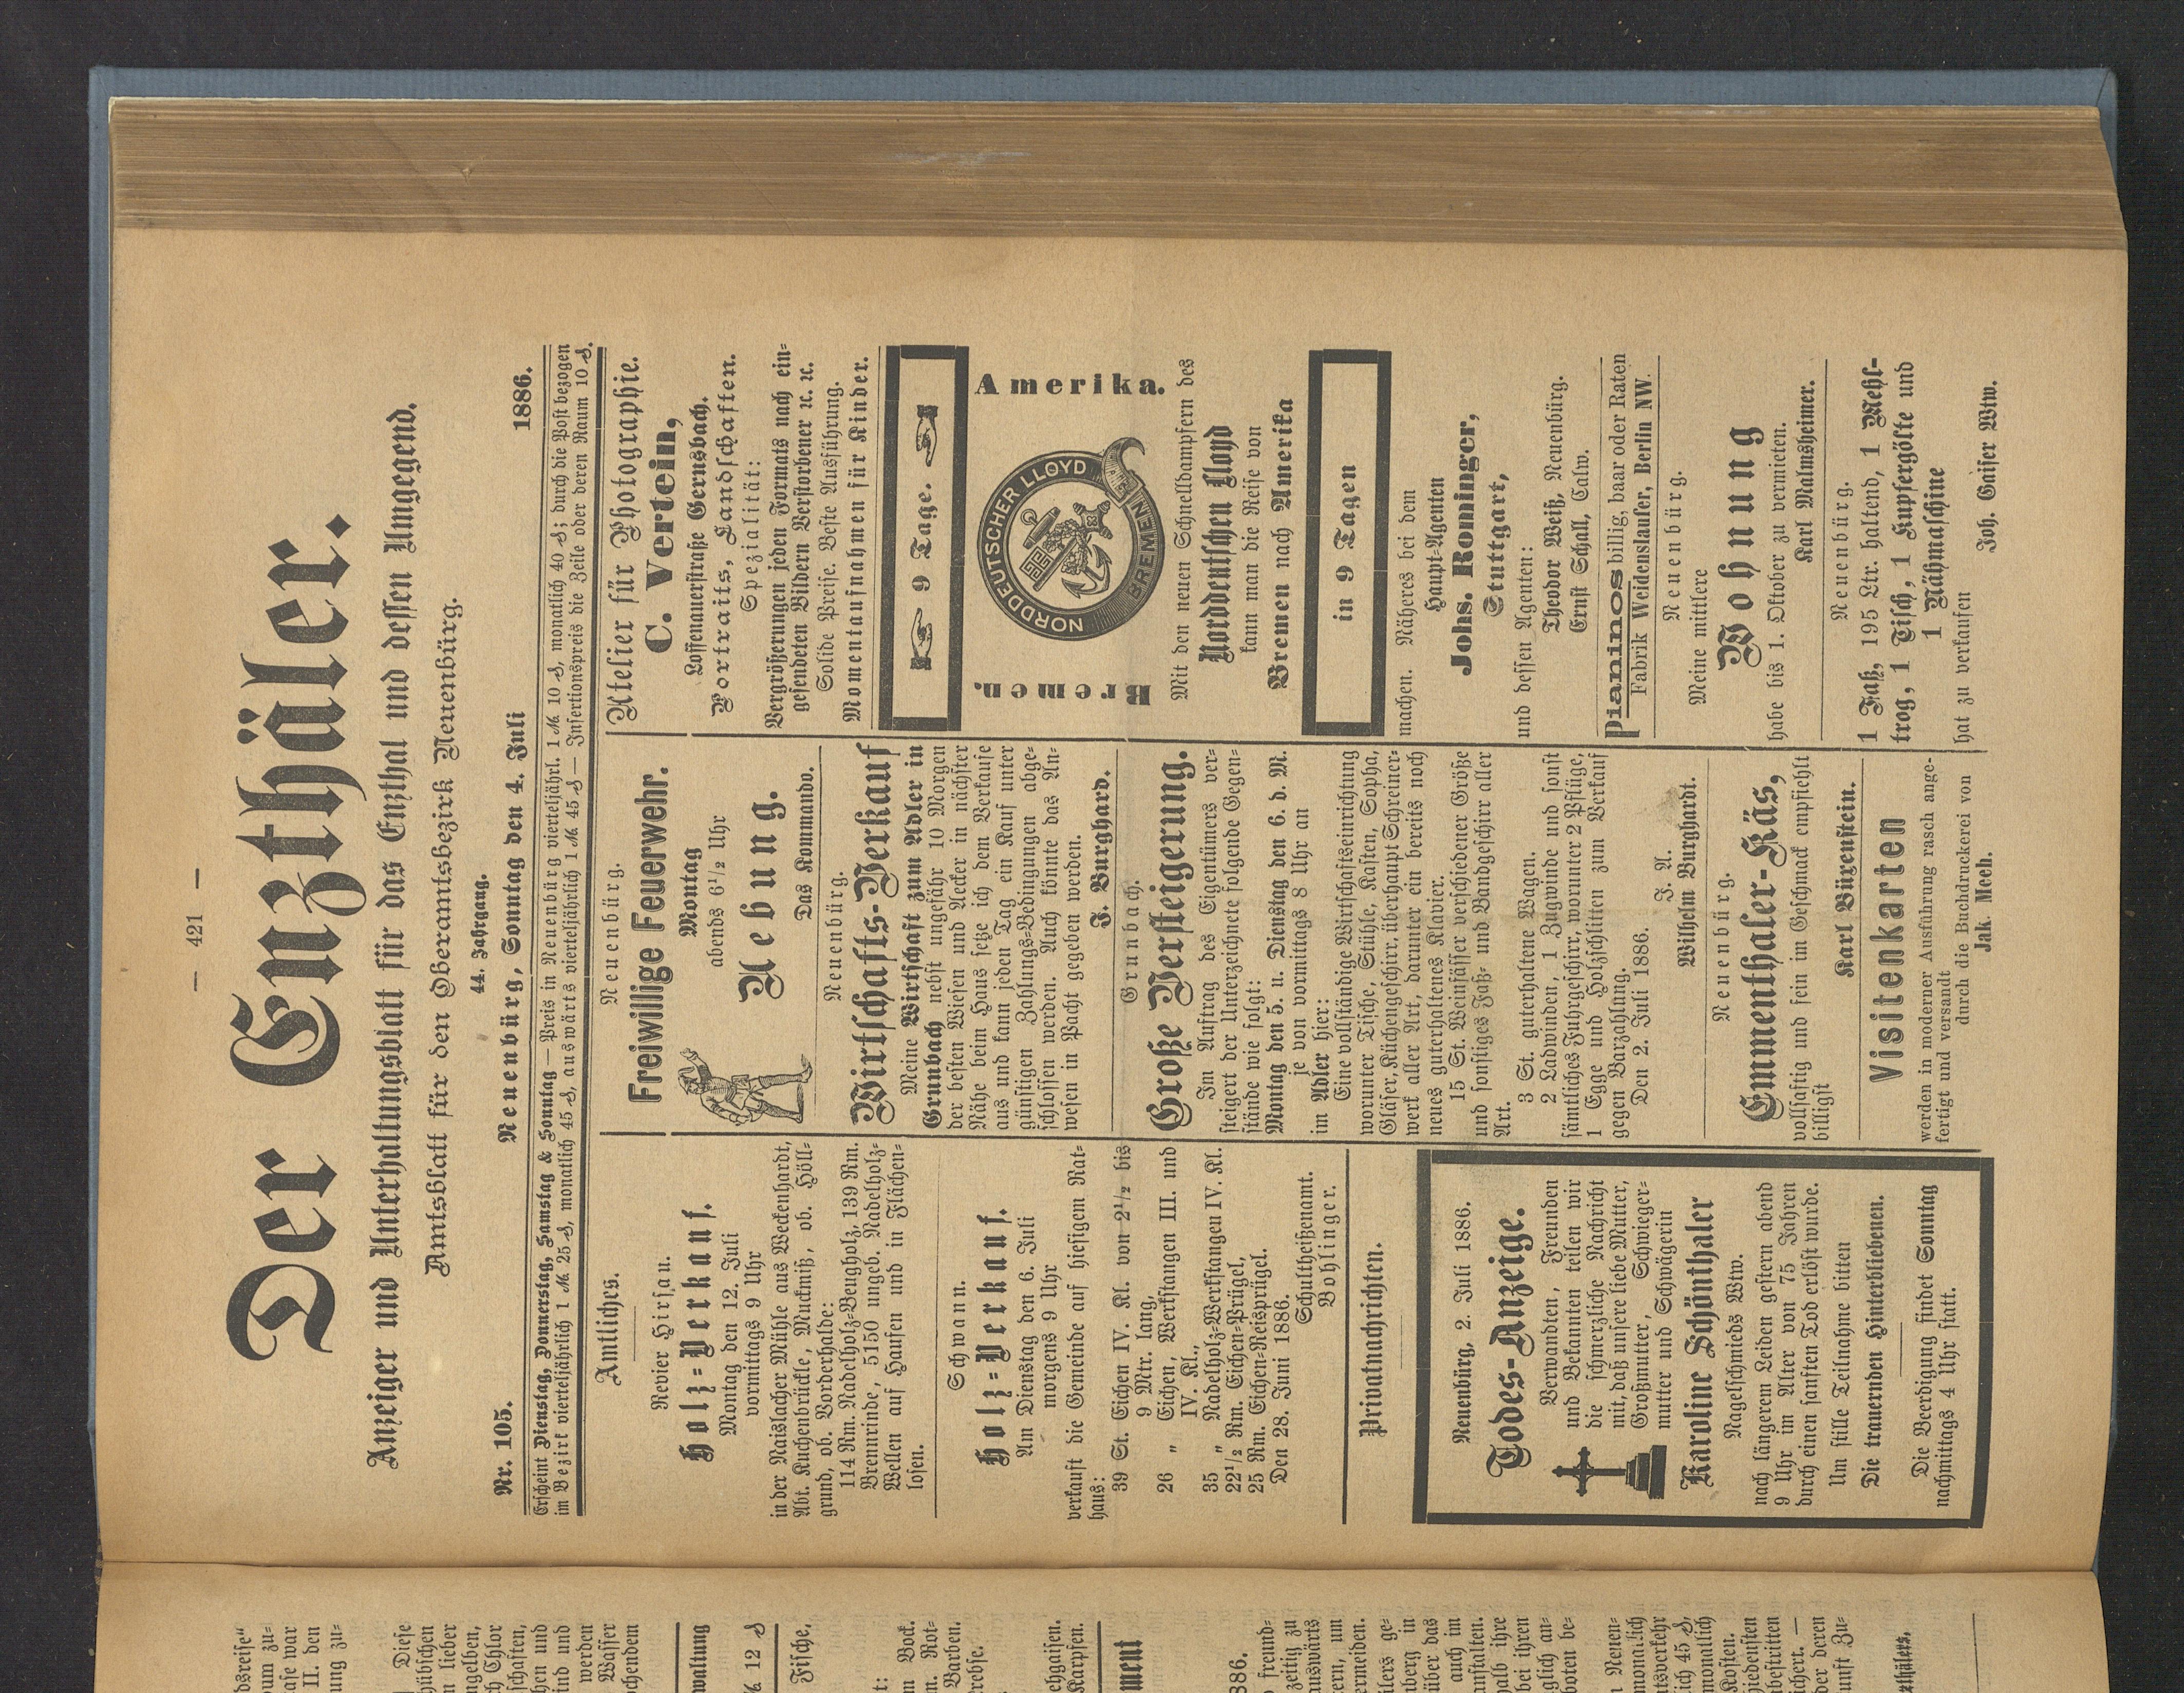 — 421 —
Der Enzthäler.
Anzeiger und Unterhaltungsblatt für das Enzthal und dessen Umgegend.
Amtsblatt für den Oberamtsbezirk Neuenbürg.
44. Jahrgang.
Nr. 105. Neuenbürg, Sonntag den 4. Juli 1886.
Erscheint Dienstag, Donnerstag, Samstag & Sonntag — Preis in Neuenbürg vierteljährl. 1 M. 10 ₰, monatlich 40 ₰; durch die Post bezogen
im Bezirk vierteljährlich 1 M. 25 ₰, monatlich 45 ₰, auswärts vierteljährlich 1 M. 45 ₰ — Insertionspreis die Zeile oder deren Raum 10 ₰.
Amtliches.
Revier Hirsau.
Holz=Verkauf.
Montag den 12. Juli
vormittags 9 Uhr
in der Naislacher Mühle aus Weckenhardt,
Abt. Kuchenbrückle, Muckmiß, ob. Höll=
grund, ob. Vorderhalde:
114 Rm. Nadelholz=Beugholz, 139 Rm.
Brennrinde, 5150 ungeb. Nadelholz=
Wellen auf Haufen und in Flächen=
losen.
Schwann.
Holz=Verkauf.
Am Dienstag den 6. Juli
morgens 9 Uhr
verkauft die Gemeinde auf hiesigem Rat=
haus:
39 St. Eichen IV. Kl. von 2 1/2 bis
9 Mtr. lang,
26 „ Eichen, Werkstangen III. und
IV. Kl.,
35 „ Nadelholz=Werkstangen IV. Kl.
22 1/2 Rm. Eichen=Prügel,
25 Rm. Eichen=Reisprügel.
Den 28. Juni 1886.
Schultheißenamt.
Bohlinger.
Privatnachrichten.
Neuenbürg, 2. Juli 1886.
Todes-Anzeige.
Verwandten, Freunden
und Bekannten teilen wir
die schmerzliche Nachricht
mit, daß unsere liebe Mutter,
Großmutter, Schwieger=
mutter und Schwägerin
Karoline Schönthaler
Nagelschmieds Wtw.
nach längerem Leiden gestern abend
9 Uhr im Alter von 75 Jahren
durch einen sanften Tod erlöst wurde.
Um stille Teilnahme bitten
Die trauernden Hinterbliebenen.
Die Beerdigung findet Sonntag
nachmittags 4 Uhr statt.
Neuenbürg.
Freiwillige Feuerwehr.
Montag
abends 6 1/2 Uhr
Uebung.
Das Kommando.
Neuenbürg.
Wirtschafts-Verkauf
Meine Wirtschaft zum Adler in
Grunbach nebst ungefähr 10 Morgen
der besten Wiesen und Aecker in nächster
Nähe beim Haus setze ich dem Verkaufe
aus und kann jeden Tag ein Kauf unter
günstigen Zahlungs=Bedingungen abge=
schlossen werden. Auch könnte das An=
wesen in Pacht gegeben werden.
F. Burghard.
Grunbach.
Große Versteigerung.
Im Auftrag des Eigentümers ver=
steigert der Unterzeichnete folgende Gegen=
stände wie folgt:
Montag den 5. u. Dienstag den 6. d. M.
je von vormittags 8 Uhr an
im Adler hier:
Eine vollständige Wirtschaftseinrichtung
worunter Tische, Stühle, Kasten, Sopha,
Gläser, Küchengeschirr, überhaupt Schreiner=
werk aller Art, darunter ein bereits noch
neues guterhaltenes Klavier.
15 St. Weinfässer verschiedener Größe
und sonstiges Faß= und Bandgeschirr aller
Art.
3 St. guterhaltene Wagen.
2 Ladwinden, 1 Zugwinde und sonst
sämtliches Fuhrgeschirr, worunter 2 Pflüge,
1 Egge und Holzschlitten zum Verkauf
gegen Barzahlung.
Den 2. Juli 1886.
J. A.
Wilhelm Burghardt.
Neuenbürg.
Emmenthaler-Käs,
vollsaftig und fein im Geschmack empfiehlt
billigst
Karl Bürenstein.
Visitenkarten
werden in moderner Ausführung rasch ange=
fertigt und versandt
durch die Buchdruckerei von
Jak. Meeh.
Atelier für Photographie.
C. Vertein,
Loffenauerstraße Gernsbach.
Portraits, Landschaften.
Spezialität:
Vergrößerungen jeden Formats nach ein=
gesendeten Bildern Verstorbener ꝛc. ꝛc.
Solide Preise. Beste Ausführung.
Momentaufnahmen für Kinder.
9 Tage.
Bremen.
NORDDEUTSCHER LLOYD
BREMEN
Amerika.
Mit den neuen Schnelldampfern des
Norddeutschen Lloyd
kann man die Reise von
Bremen nach Amerika
in 9 Tagen
machen. Näheres bei dem
Haupt=Agenten
Johs. Rominger,
Stuttgart,
und dessen Agenten:
Theodor Weiß, Neuenbürg.
Ernst Schall, Calw.
Pianinos billig, baar oder Raten
Fabrik Weidenslaufer, Berlin NW.
Neuenbürg.
Meine mittlere
Wohnung
habe bis 1. Oktober zu vermieten.
Karl Malmsheimer.
Neuenbürg.
1 Faß, 195 Ltr. haltend, 1 Mehl-
trog, 1 Tisch, 1 Kupfergölte und
1 Nähmaschine
hat zu verkaufen
Joh. Gaiser Wtw.